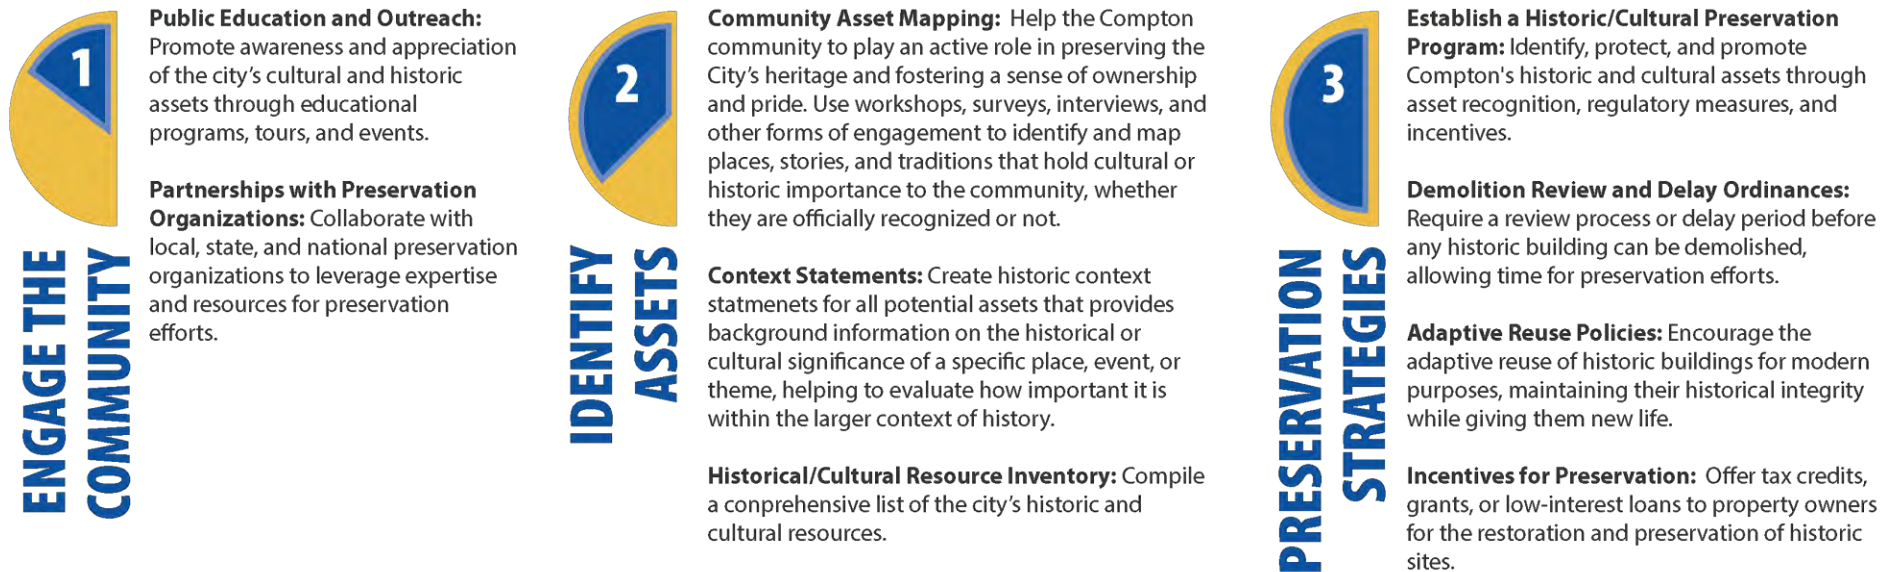 1
ENGAGE THE
COMMUNITY
Public Education and Outreach:
Promote awareness and appreciation
of the city’s cultural and historic
assets through educational
programs, tours, and events.
Partnerships with Preservation
Organizations: Collaborate with
local, state, and national preservation
organizations to leverage expertise
and resources for preservation
efforts.
2
IDENTIFY
ASSETS
Community Asset Mapping: Help the Compton
community to play an active role in preserving the
City’s heritage and fostering a sense of ownership
and pride. Use workshops, surveys, interviews, and
other forms of engagement to identify and map
places, stories, and traditions that hold cultural or
historic importance to the community, whether
they are officially recognized or not.
Context Statements: Create historic context
statmenets for all potential assets that provides
background information on the historical or
cultural significance of a specific place, event, or
theme, helping to evaluate how important it is
within the larger context of history.
Historical/Cultural Resource Inventory: Compile
a conprehensive list of the city’s historic and
cultural resources.
3
PRESERVATION
STRATEGIES
Establish a Historic/Cultural Preservation
Program: Identify, protect, and promote
Compton's historic and cultural assets through
asset recognition, regulatory measures, and
incentives.
Demolition Review and Delay Ordinances:
Require a review process or delay period before
any historic building can be demolished,
allowing time for preservation efforts.
Adaptive Reuse Policies: Encourage the
adaptive reuse of historic buildings for modern
purposes, maintaining their historical integrity
while giving them new life.
Incentives for Preservation: Offer tax credits,
grants, or low-interest loans to property owners
for the restoration and preservation of historic
sites.